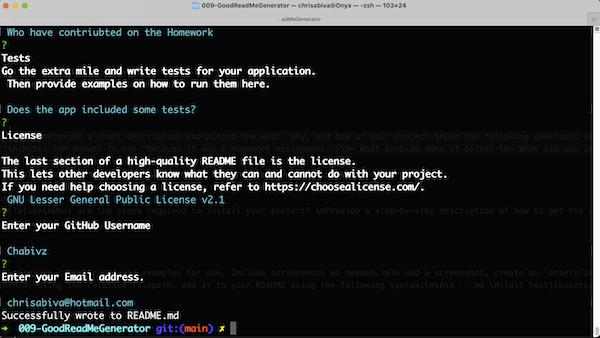 009-GoodReadMeGenerator — chrisabiva@Onyx — -zsh — 103×24
..adMeGenerator
Who have contriubted on the Homework
?
Tests
Go the extra mile and write tests for your application.
Then provide examples on how to run them here.
Does the app included some tests?
?
License
The last section of a high-quality README file is the license.
This lets other developers know what they can and cannot do with your project.
If you need help choosing a license, refer to https://choosealicense.com/.
GNU Lesser General Public License v2.1
?
Enter your GitHub Username
Chabivz
?
Enter your Email address.
chrisabiva@hotmail.com
Successfully wrote to README.md
➜ 009-GoodReadMeGenerator git:(main) ✗